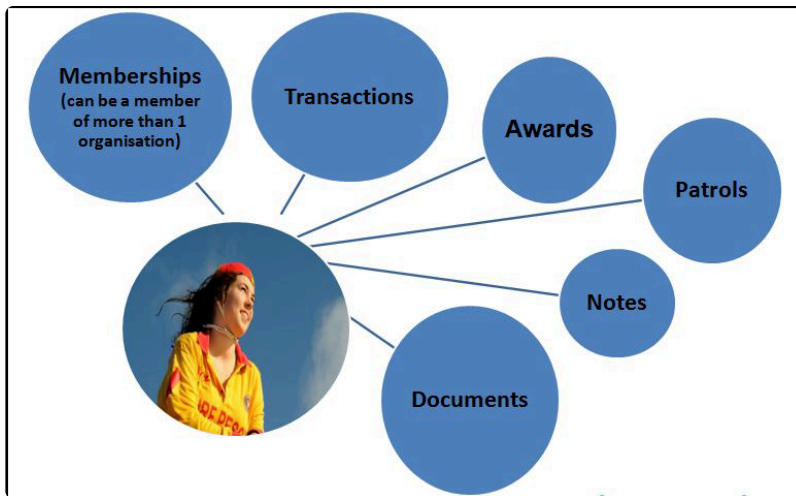 Memberships
(can be a member
of more than 1
organisation)
Transactions
Awards
Patrols
Notes
Documents